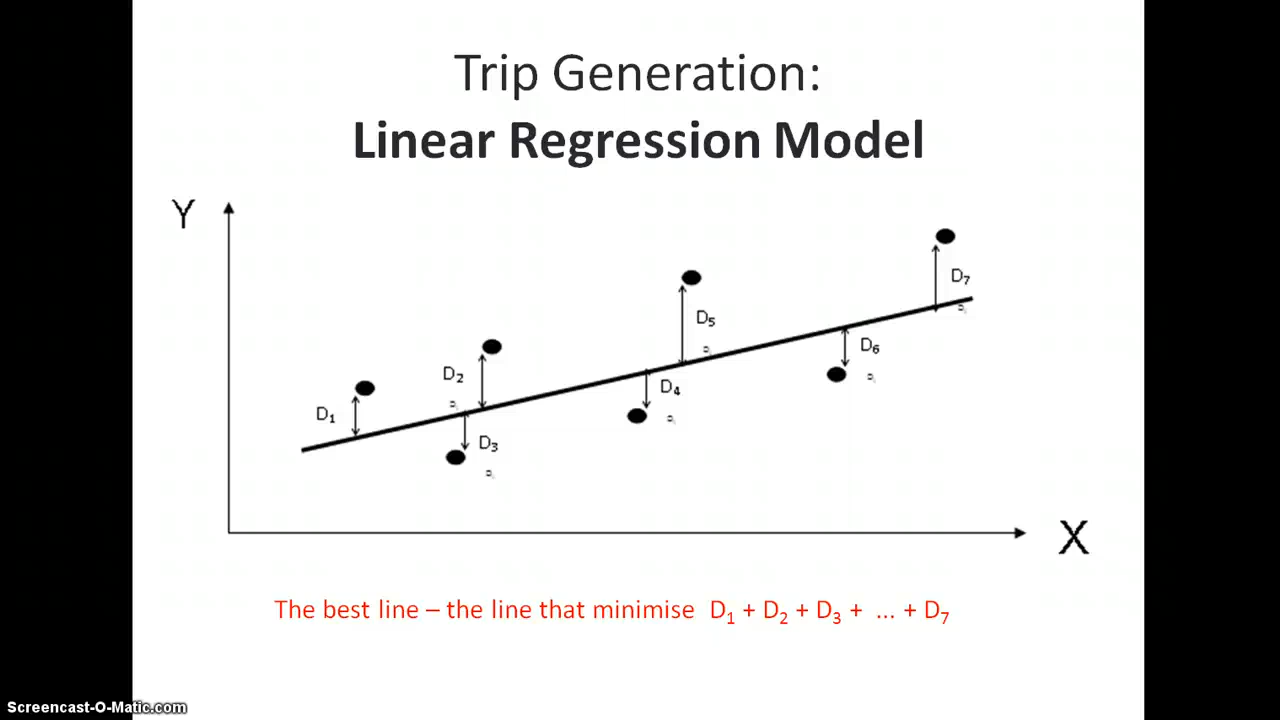 Trip Generation:
Linear Regression Model
Y
D7
D5
D6
D2
D4
D1
D3
X
The best line – the line that minimise D1 + D2 + D3 + ... + D7
Screencast-O-Matic.com